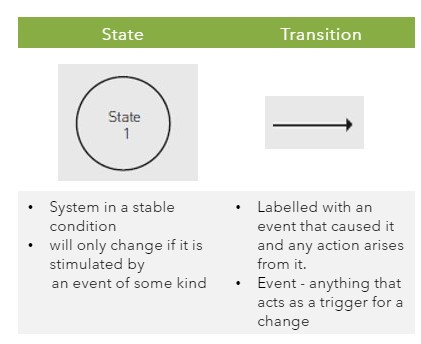 State
Transition
State
1
• System in a stable
condition
• will only change if it is
stimulated by
an event of some kind
• Labelled with an
event that caused it
and any action arises
from it.
• Event - anything that
acts as a trigger for a
change